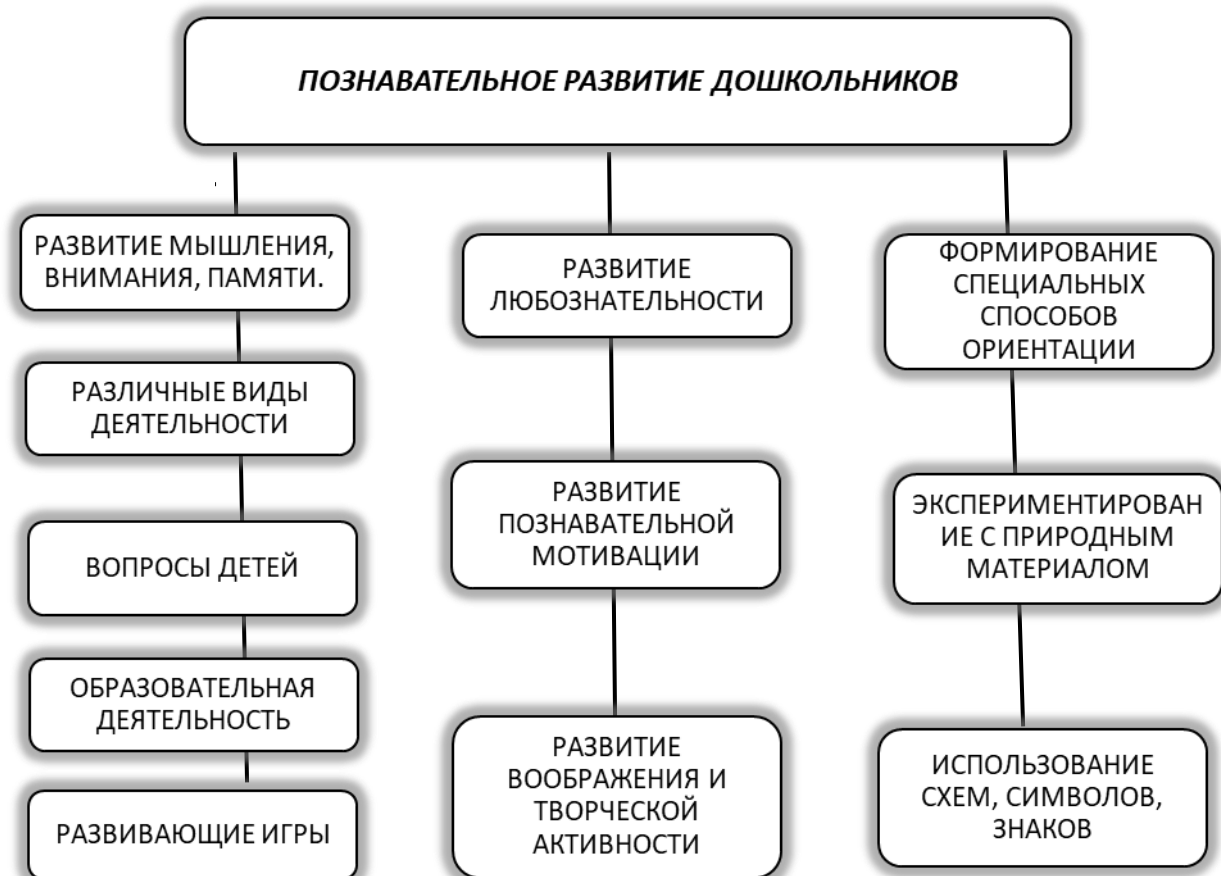 ПОЗНАВАТЕЛЬНОЕ РАЗВИТИЕ ДОШКОЛЬНИКОВ
РАЗВИТИЕ МЫШЛЕНИЯ,
ВНИМАНИЯ, ПАМЯТИ.
РАЗЛИЧНЫЕ ВИДЫ
ДЕЯТЕЛЬНОСТИ
ВОПРОСЫ ДЕТЕЙ
ОБРАЗОВАТЕЛЬНАЯ
ДЕЯТЕЛЬНОСТЬ
РАЗВИВАЮЩИЕ ИГРЫ
РАЗВИТИЕ
ЛЮБОЗНАТЕЛЬНОСТИ
РАЗВИТИЕ
ПОЗНАВАТЕЛЬНОЙ
МОТИВАЦИИ
РАЗВИТИЕ
ВООБРАЖЕНИЯ И
ТВОРЧЕСКОЙ
АКТИВНОСТИ
ФОРМИРОВАНИЕ
СПЕЦИАЛЬНЫХ
СПОСОБОВ
ОРИЕНТАЦИИ
ЭКСПЕРИМЕНТИРОВАН
ИЕ С ПРИРОДНЫМ
МАТЕРИАЛОМ
ИСПОЛЬЗОВАНИЕ
СХЕМ, СИМВОЛОВ,
ЗНАКОВ